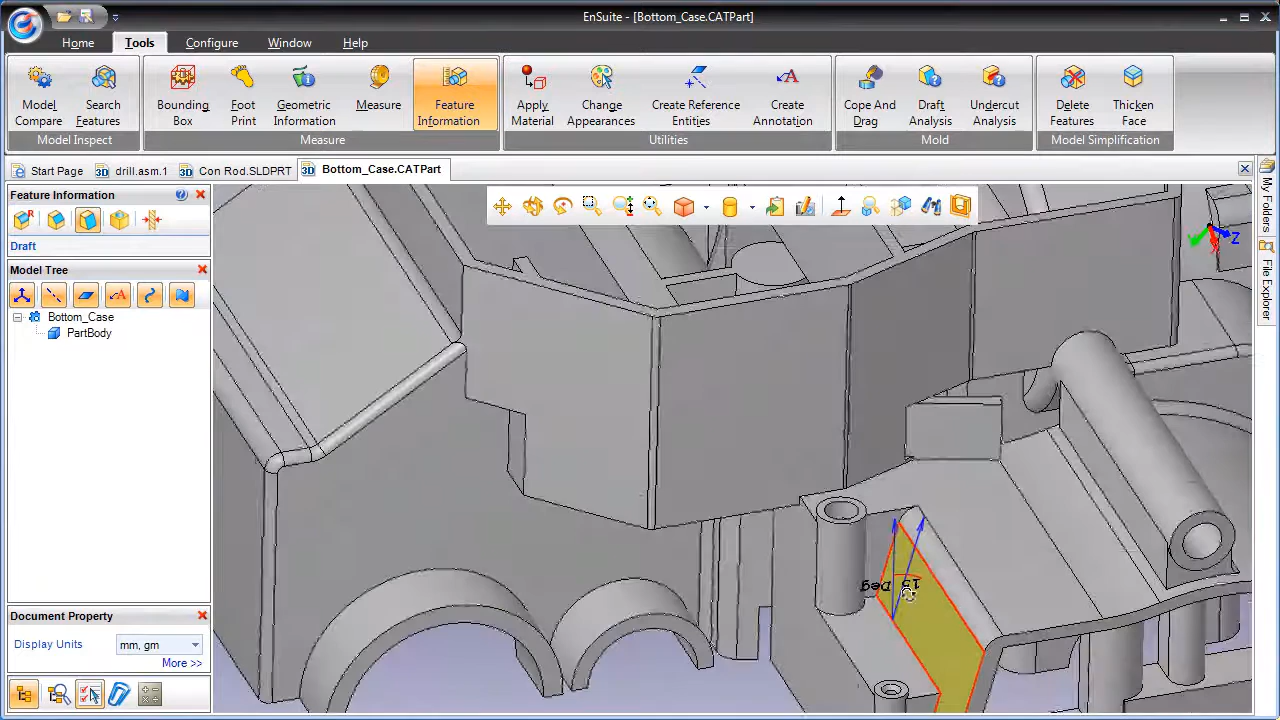 EnSuite - [Bottom_Case.CATPart]
Home Tools Configure Window Help
Model Compare
Search Features
Model Inspect
Bounding Box
Foot Print
Geometric Information
Measure
Feature Information
Measure
Apply Material
Change Appearances
Create Reference Entities
Create Annotation
Utilities
Cope And Drag
Draft Analysis
Undercut Analysis
Mold
Delete Features
Thicken Face
Model Simplification
Start Page drill.asm.1 Con Rod.SLDPRT Bottom_Case.CATPart
Feature Information
Draft
Model Tree
Bottom_Case
PartBody
Document Property
Display Units mm, gm
More >>
Z
15 Deg
My Folders
File Explorer